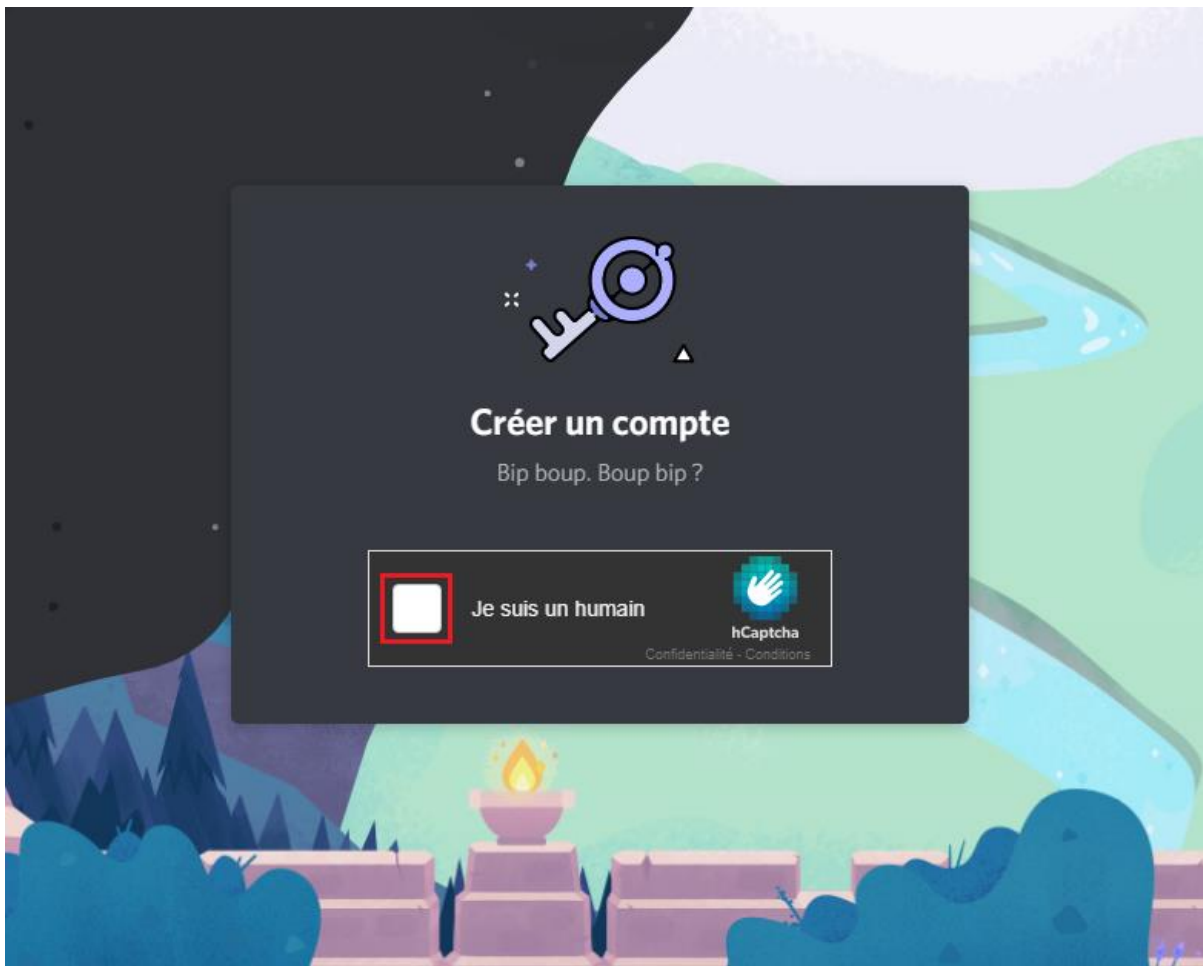 Créer un compte
Bip boup. Boup bip ?
Je suis un humain
hCaptcha
Confidentialité - Conditions